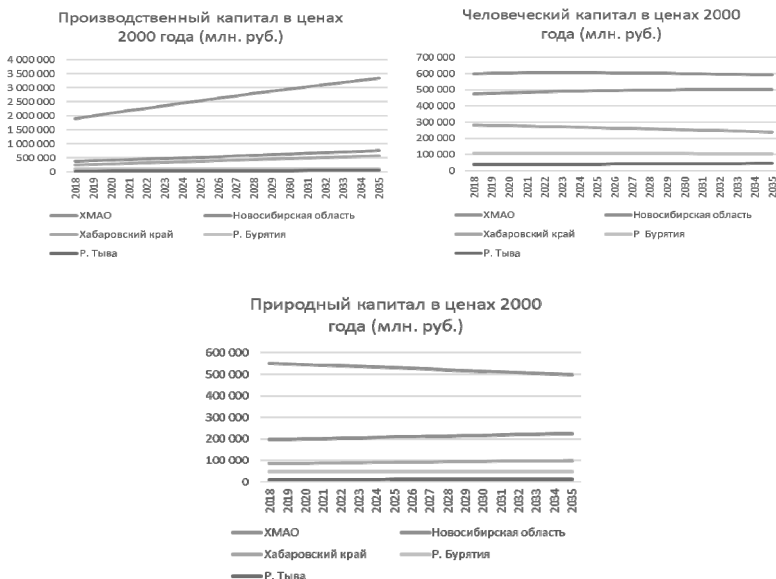 Производственный капитал в ценах
2000 года (млн. руб.)
4 000 000
3 500 000
3 000 000
2 500 000
2 000 000
1 500 000
1 000 000
500 000
0
2018 2019 2020 2021 2022 2023 2024 2025 2026 2027 2028 2029 2030 2031 2032 2033 2034 2035
ХМАО Новосибирская область
Хабаровский край Р. Бурятия
Р. Тыва
Человеческий капитал в ценах 2000
года (млн. руб.)
700 000
600 000
500 000
400 000
300 000
200 000
100 000
0
2018 2019 2020 2021 2022 2023 2024 2025 2026 2027 2028 2029 2030 2031 2032 2033 2034 2035
ХМАО Новосибирская область
Хабаровский край Р Бурятия
Р. Тыва
Природный капитал в ценах 2000
года (млн. руб.)
600 000
500 000
400 000
300 000
200 000
100 000
0
2018 2019 2020 2021 2022 2023 2024 2025 2026 2027 2028 2029 2030 2031 2032 2033 2034 2035
ХМАО Новосибирская область
Хабаровский край Р. Бурятия
Р. Тыва